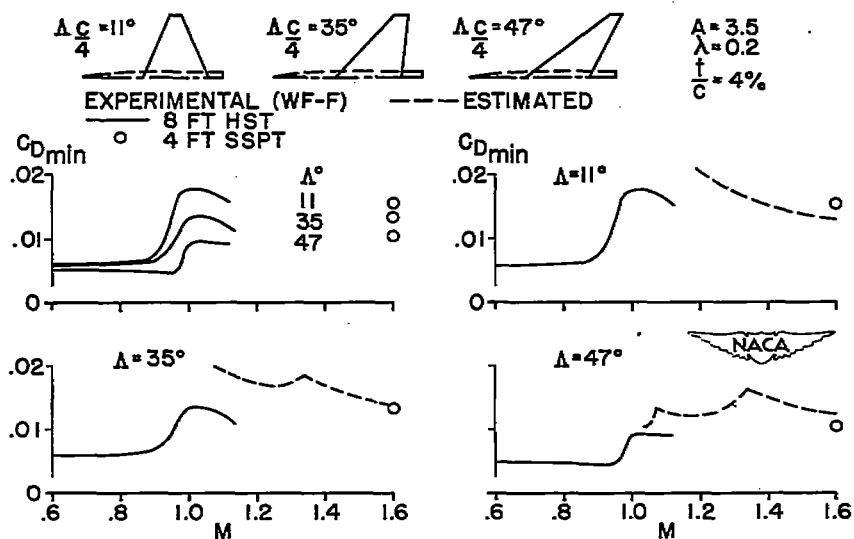 Λ c/4 = 11°
Λ c/4 = 35°
Λ c/4 = 47°
A = 3.5
λ = 0.2
t/c = 4%
EXPERIMENTAL (WF-F) ESTIMATED
8 FT HST
4 FT SSPT
CDmin
.02
.01
0
Λ°
11
35
47
CDmin
.02
.01
0
Λ = 11°
.02
.01
0
Λ = 35°
.6 .8 1.0 1.2 1.4 1.6
M
.02
.01
0
Λ = 47°
NACA
.6 .8 1.0 1.2 1.4 1.6
M